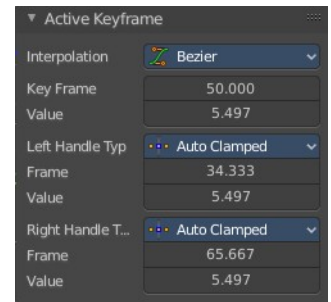 Active Keyframe
Interpolation Bezier
Key Frame 50.000
Value 5.497
Left Handle Typ Auto Clamped
Frame 34.333
Value 5.497
Right Handle T... Auto Clamped
Frame 65.667
Value 5.497